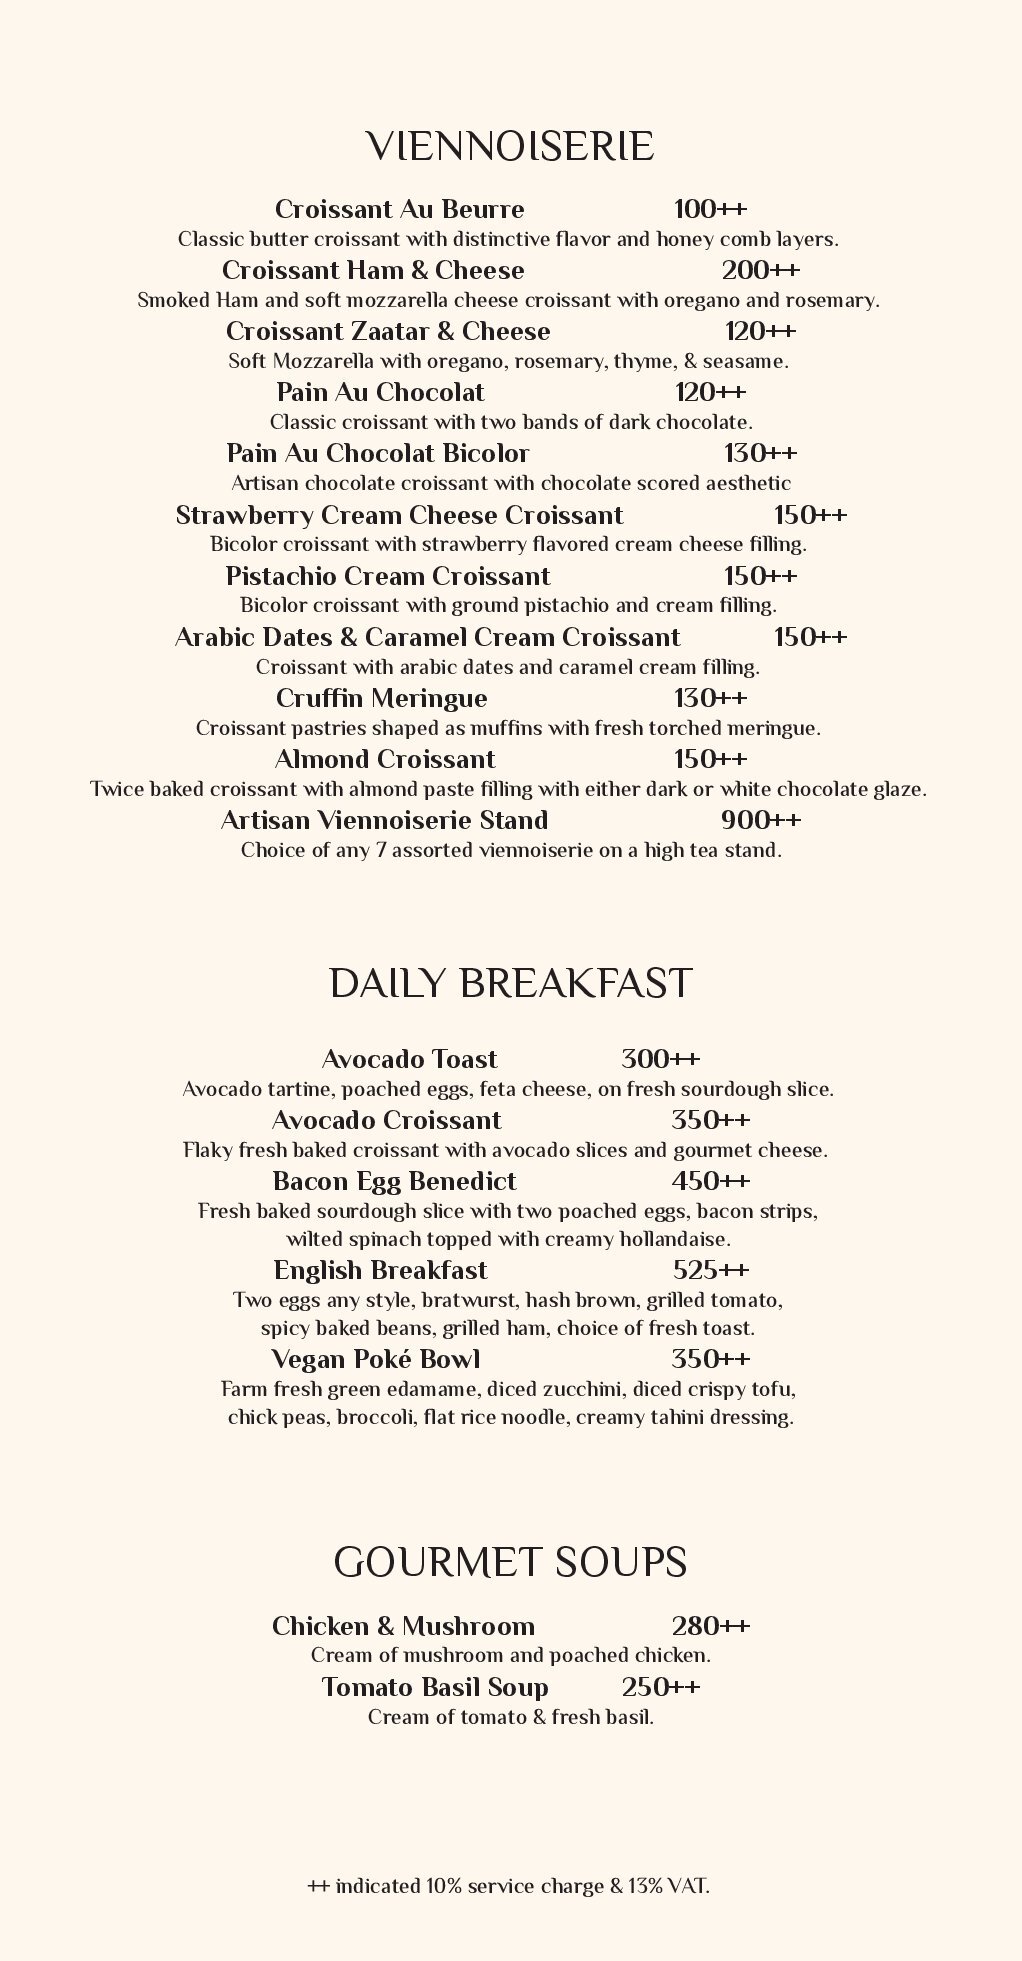 VIENNOISERIE
Croissant Au Beurre 100++
Classic butter croissant with distinctive flavor and honey comb layers.
Croissant Ham & Cheese 200++
Smoked Ham and soft mozzarella cheese croissant with oregano and rosemary.
Croissant Zaatar & Cheese 120++
Soft Mozzarella with oregano, rosemary, thyme, & seasame.
Pain Au Chocolat 120++
Classic croissant with two bands of dark chocolate.
Pain Au Chocolat Bicolor 130++
Artisan chocolate croissant with chocolate scored aesthetic
Strawberry Cream Cheese Croissant 150++
Bicolor croissant with strawberry flavored cream cheese filling.
Pistachio Cream Croissant 150++
Bicolor croissant with ground pistachio and cream filling.
Arabic Dates & Caramel Cream Croissant 150++
Croissant with arabic dates and caramel cream filling.
Cruffin Meringue 130++
Croissant pastries shaped as muffins with fresh torched meringue.
Almond Croissant 150++
Twice baked croissant with almond paste filling with either dark or white chocolate glaze.
Artisan Viennoiserie Stand 900++
Choice of any 7 assorted viennoiserie on a high tea stand.
DAILY BREAKFAST
Avocado Toast 300++
Avocado tartine, poached eggs, feta cheese, on fresh sourdough slice.
Avocado Croissant 350++
Flaky fresh baked croissant with avocado slices and gourmet cheese.
Bacon Egg Benedict 450++
Fresh baked sourdough slice with two poached eggs, bacon strips,
wilted spinach topped with creamy hollandaise.
English Breakfast 525++
Two eggs any style, bratwurst, hash brown, grilled tomato,
spicy baked beans, grilled ham, choice of fresh toast.
Vegan Poké Bowl 350++
Farm fresh green edamame, diced zucchini, diced crispy tofu,
chick peas, broccoli, flat rice noodle, creamy tahini dressing.
GOURMET SOUPS
Chicken & Mushroom 280++
Cream of mushroom and poached chicken.
Tomato Basil Soup 250++
Cream of tomato & fresh basil.
++ indicated 10% service charge & 13% VAT.